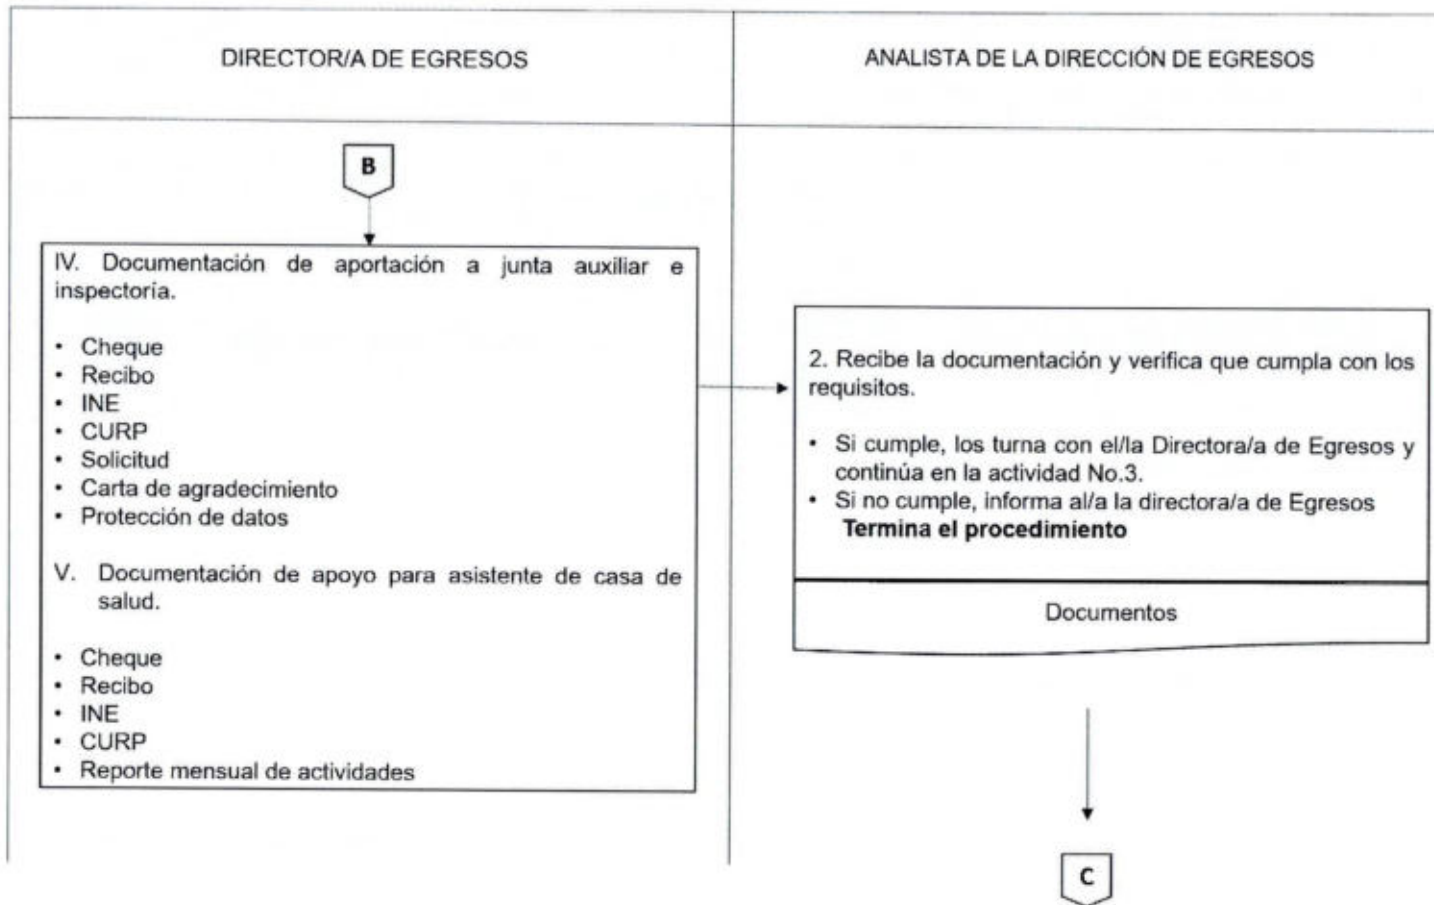 DIRECTOR/A DE EGRESOS
ANALISTA DE LA DIRECCIÓN DE EGRESOS
B
IV. Documentación de aportación a junta auxiliar e
inspectoría.
• Cheque
• Recibo
• INE
• CURP
• Solicitud
• Carta de agradecimiento
• Protección de datos
V. Documentación de apoyo para asistente de casa de
salud.
• Cheque
• Recibo
• INE
• CURP
• Reporte mensual de actividades
2. Recibe la documentación y verifica que cumpla con los
requisitos.
• Si cumple, los turna con el/la Directora/a de Egresos y
continúa en la actividad No.3.
• Si no cumple, informa al/a la directora/a de Egresos
Termina el procedimiento
Documentos
C